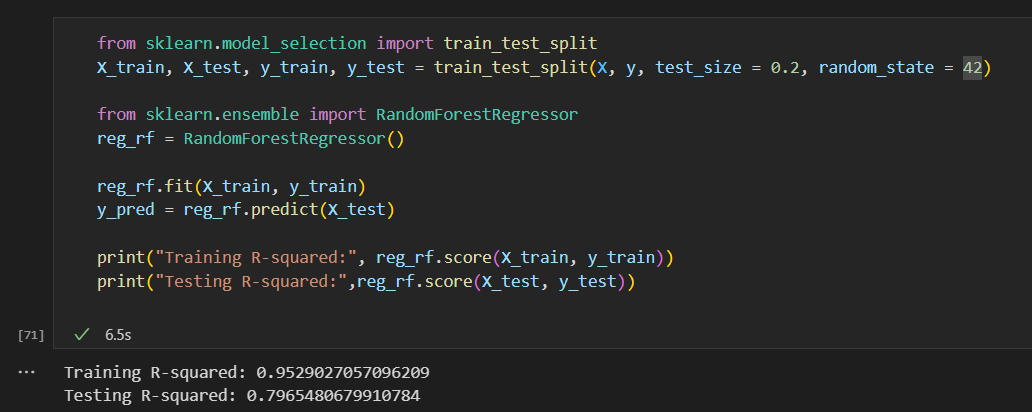 from sklearn.model_selection import train_test_split
X_train, X_test, y_train, y_test = train_test_split(X, y, test_size = 0.2, random_state = 42)
from sklearn.ensemble import RandomForestRegressor
reg_rf = RandomForestRegressor()
reg_rf.fit(X_train, y_train)
y_pred = reg_rf.predict(X_test)
print("Training R-squared:", reg_rf.score(X_train, y_train))
print("Testing R-squared:",reg_rf.score(X_test, y_test))
[71] ✓ 6.5s
... Training R-squared: 0.9529027057096209
Testing R-squared: 0.7965480679910784